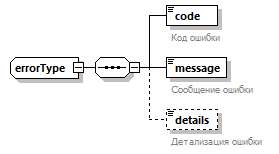 code
Код ошибки
errorType
message
Сообщение ошибки
details
Детализация ошибки